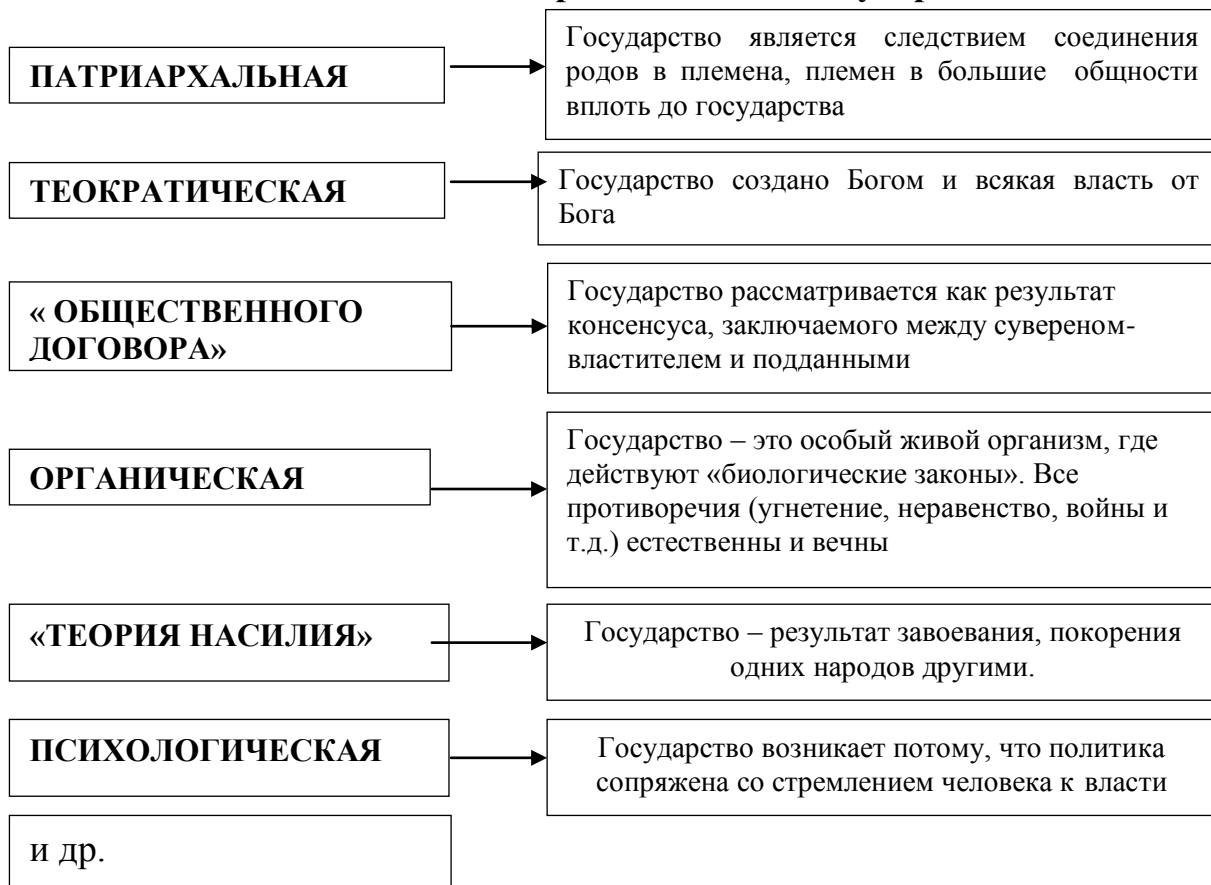 ПАТРИАРХАЛЬНАЯ
Государство является следствием соединения
родов в племена, племен в большие общности
вплоть до государства
ТЕОКРАТИЧЕСКАЯ
Государство создано Богом и всякая власть от
Бога
« ОБЩЕСТВЕННОГО
ДОГОВОРА»
Государство рассматривается как результат
консенсуса, заключаемого между сувереном-
властителем и подданными
ОРГАНИЧЕСКАЯ
Государство – это особый живой организм, где
действуют «биологические законы». Все
противоречия (угнетение, неравенство, войны и
т.д.) естественны и вечны
«ТЕОРИЯ НАСИЛИЯ»
Государство – результат завоевания, покорения
одних народов другими.
ПСИХОЛОГИЧЕСКАЯ
Государство возникает потому, что политика
сопряжена со стремлением человека к власти
и др.